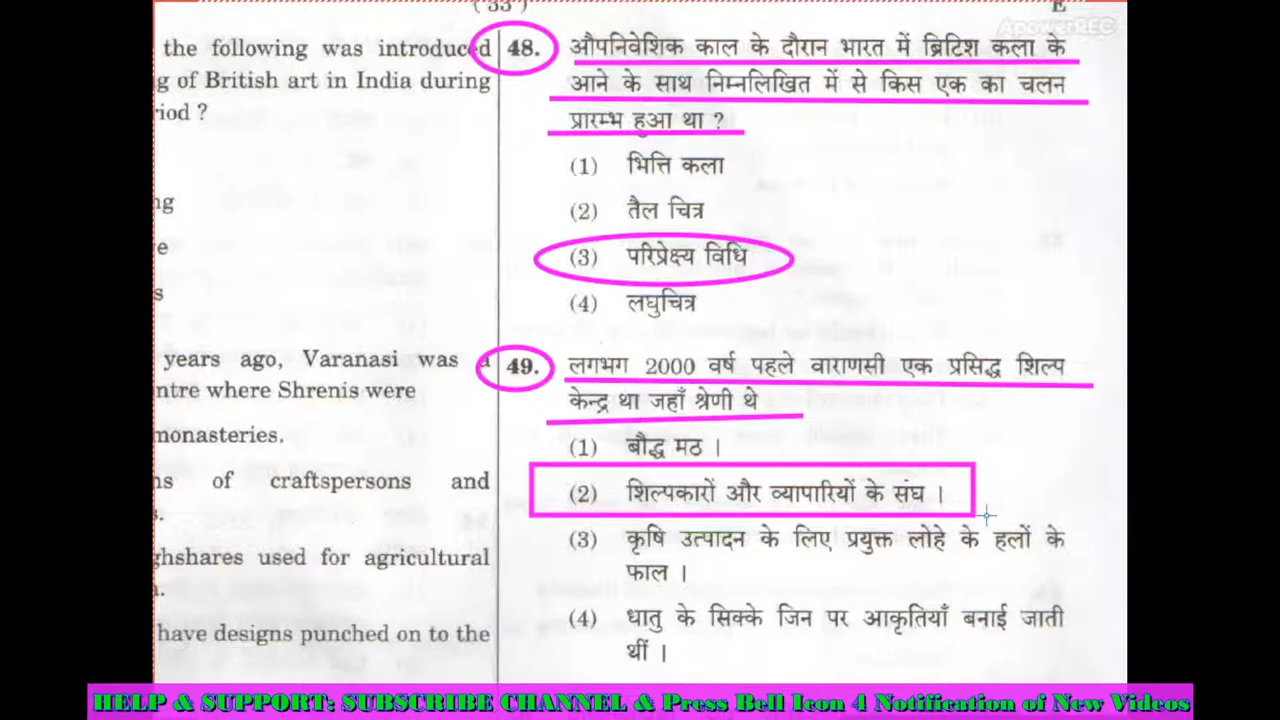 ( 33 )
E
ApowerREC
the following was introduced
g of British art in India during
riod ?
ng
e
s
years ago, Varanasi was a
ntre where Shrenis were
monasteries.
ns of craftspersons and
s.
ghshares used for agricultural
have designs punched on to the
48. औपनिवेशिक काल के दौरान भारत में ब्रिटिश कला के
आने के साथ निम्नलिखित में से किस एक का चलन
प्रारम्भ हुआ था ?
(1) भित्ति कला
(2) तैल चित्र
(3) परिप्रेक्ष्य विधि
(4) लघुचित्र
49. लगभग 2000 वर्ष पहले वाराणसी एक प्रसिद्ध शिल्प
केन्द्र था जहाँ श्रेणी थे
(1) बौद्ध मठ ।
(2) शिल्पकारों और व्यापारियों के संघ ।
(3) कृषि उत्पादन के लिए प्रयुक्त लोहे के हलों के
फाल ।
(4) धातु के सिक्के जिन पर आकृतियाँ बनाई जाती
थीं ।
HELP & SUPPORT: SUBSCRIBE CHANNEL & Press Bell Icon 4 Notification of New Videos